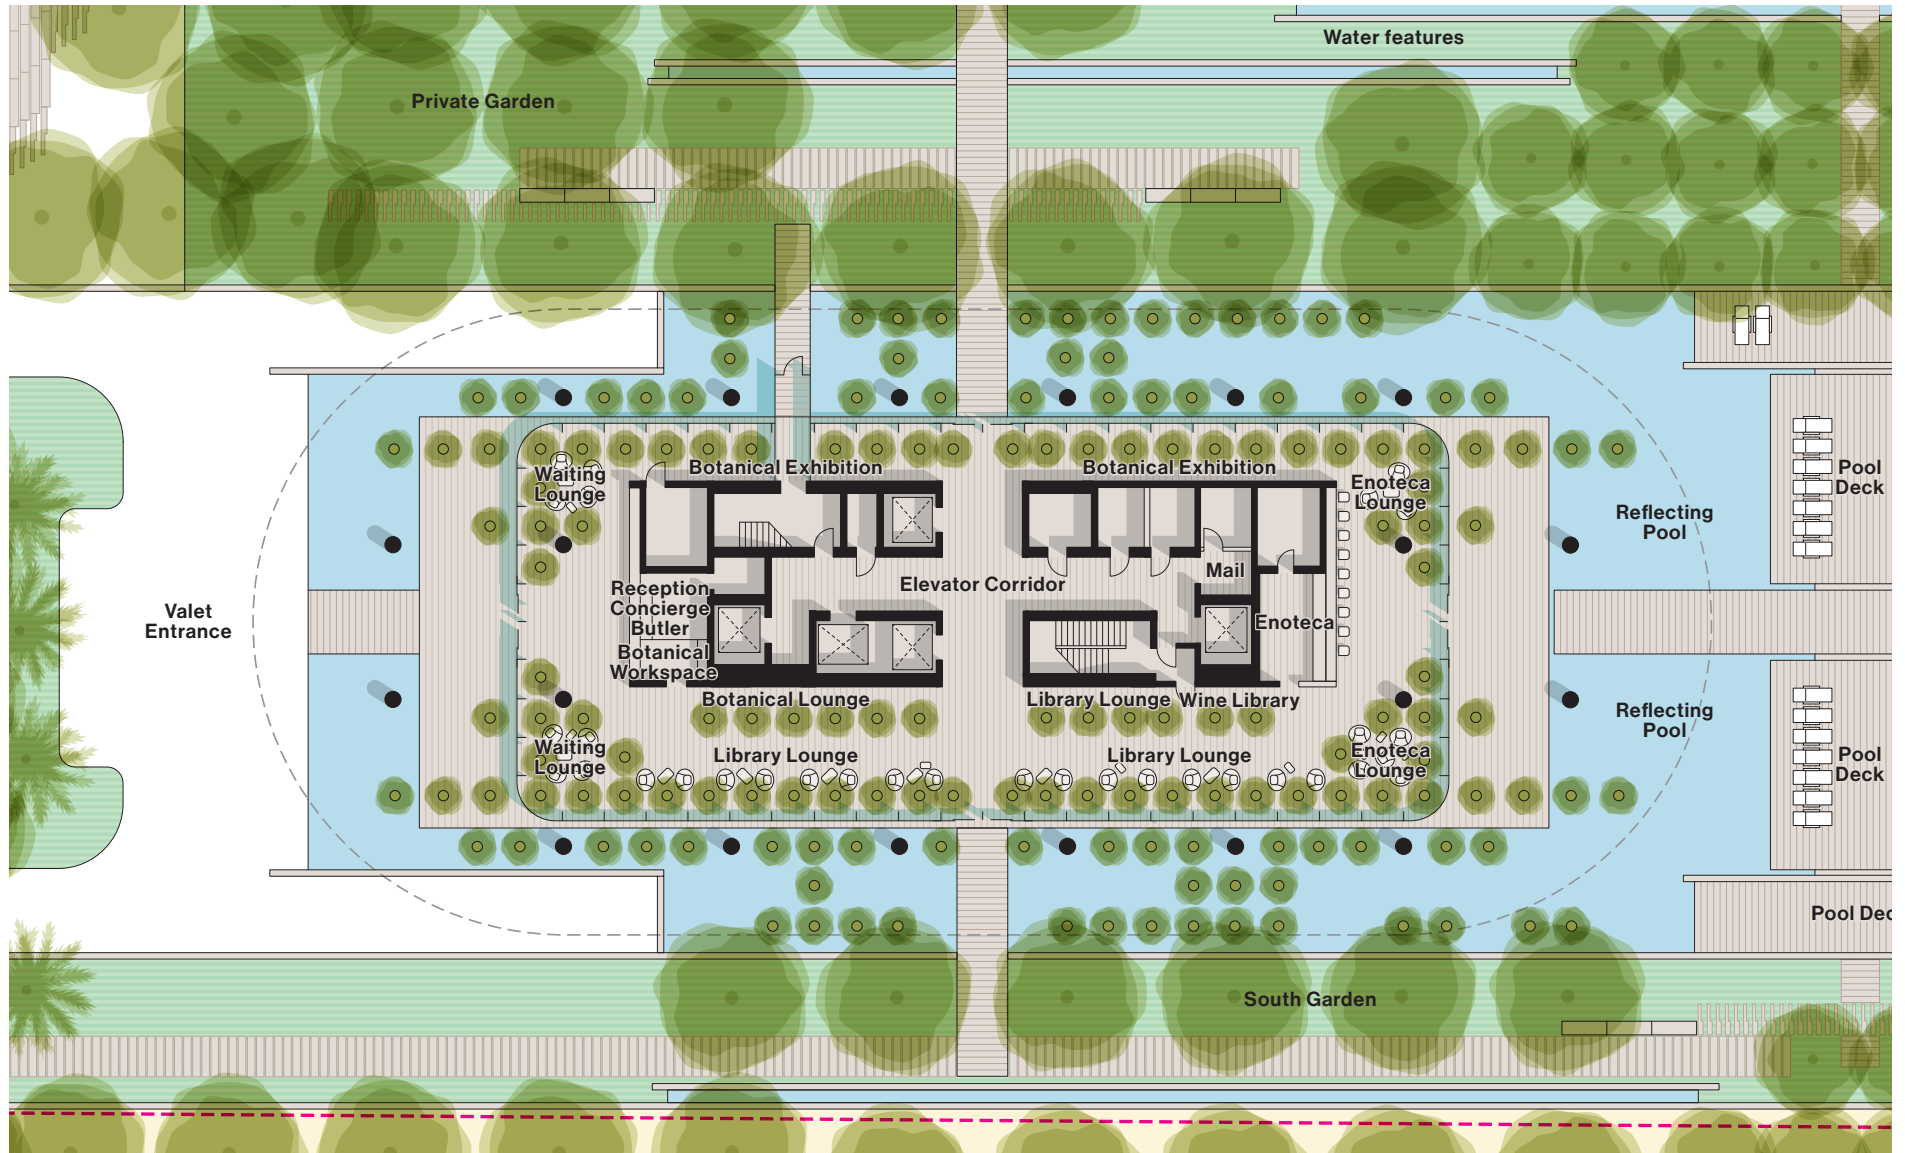 Water features
Private Garden
Botanical Exhibition
Botanical Exhibition
Waiting
Lounge
Enoteca
Lounge
Pool
Deck
Reflecting
Pool
Elevator Corridor
Mail
Reception
Concierge
Butler
Valet
Entrance
Enoteca
Botanical
Workspace
Botanical Lounge
Library Lounge
Wine Library
Reflecting
Pool
Waiting
Lounge
Library Lounge
Library Lounge
Enoteca
Lounge
Pool
Deck
Pool Dec
South Garden